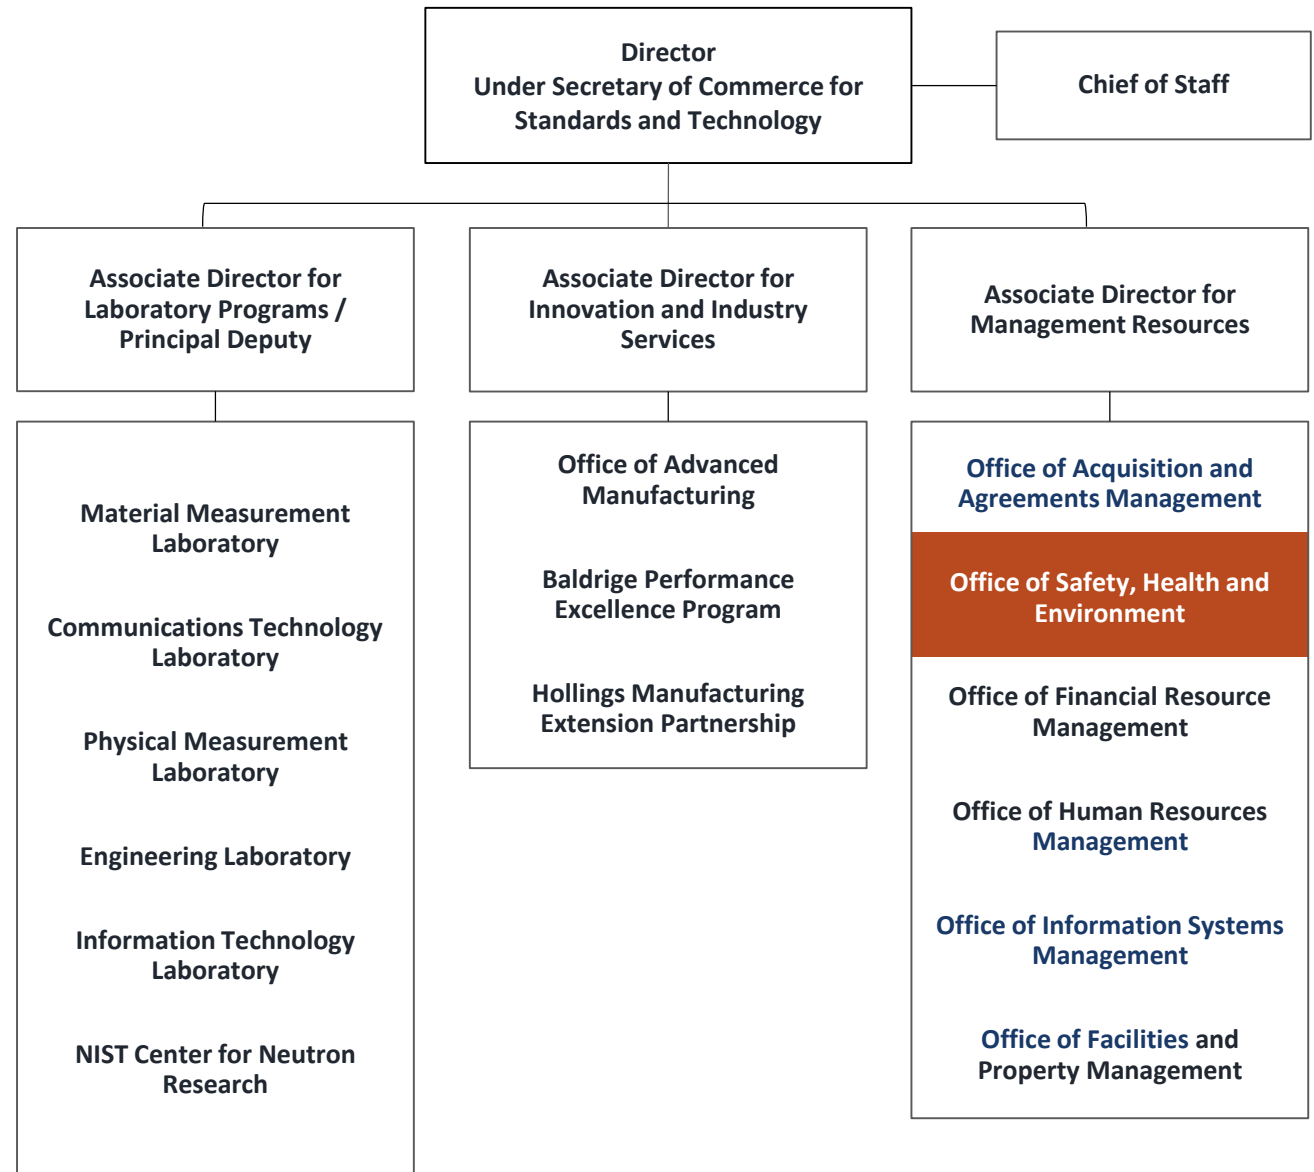 Director
Under Secretary of Commerce for
Standards and Technology
Chief of Staff
Associate Director for
Laboratory Programs /
Principal Deputy
Associate Director for
Innovation and Industry
Services
Associate Director for
Management Resources
Material Measurement
Laboratory
Communications Technology
Laboratory
Physical Measurement
Laboratory
Engineering Laboratory
Information Technology
Laboratory
NIST Center for Neutron
Research
Office of Advanced
Manufacturing
Baldrige Performance
Excellence Program
Hollings Manufacturing
Extension Partnership
Office of Acquisition and
Agreements Management
Office of Safety, Health and
Environment
Office of Financial Resource
Management
Office of Human Resources
Management
Office of Information Systems
Management
Office of Facilities and
Property Management